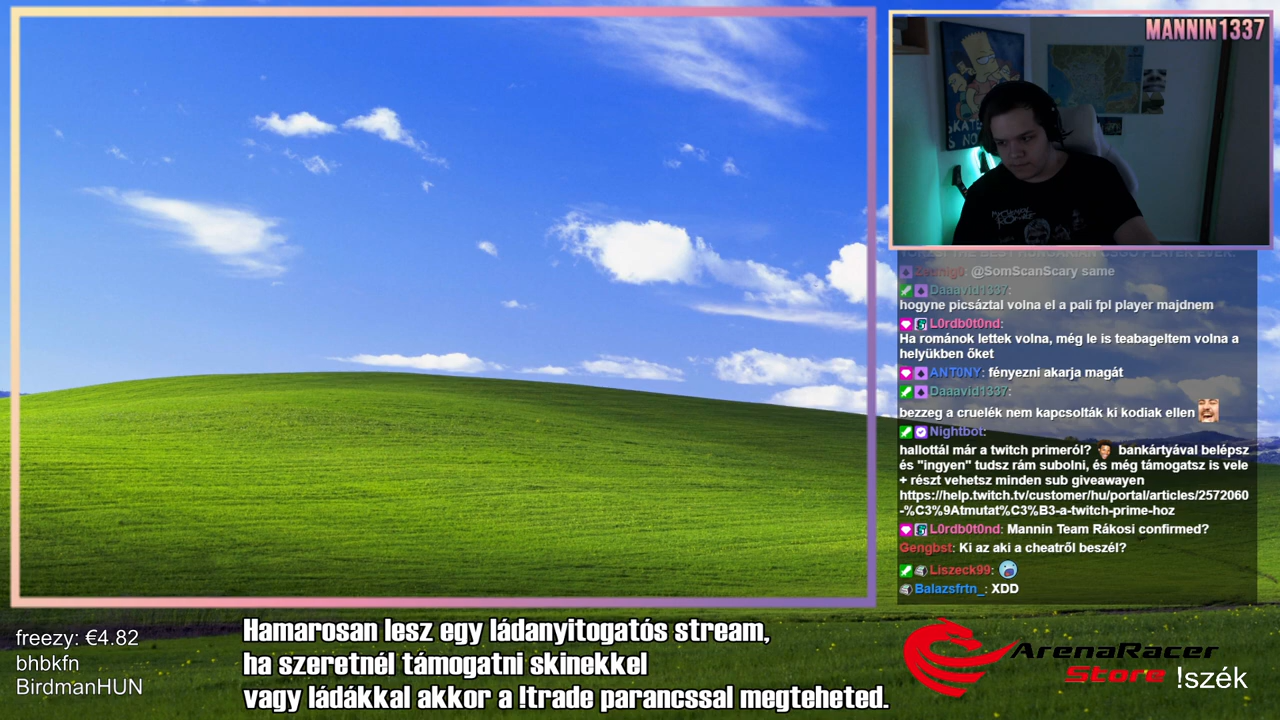 MANNIN1337
SKATE
S NO
Zednig0: @SomScanScary same
Daaavid1337:
hogyne picsáztal volna el a pali fpl player majdnem
L0rdb0t0nd:
Ha románok lettek volna, még le is teabageltem volna a
helyükben őket
ANT0NY: fényezni akarja magát
Daaavid1337:
bezzeg a cruelék nem kapcsolták ki kodiak ellen
Nightbot:
hallottál már a twitch primeról? bankártyával belépsz
és "ingyen" tudsz rám subolni, és még támogatsz is vele
+ részt vehetsz minden sub giveawayen
https://help.twitch.tv/customer/hu/portal/articles/2572060
-%C3%9Atmutat%C3%B3-a-twitch-prime-hoz
L0rdb0t0nd: Mannin Team Rákosi confirmed?
Gengbst: Ki az aki a cheatről beszél?
Liszeck99:
Balazsfrtn_: XDD
freezy: €4.82
bhbkfn
BirdmanHUN
Hamarosan lesz egy ládanyitogatós stream,
ha szeretnél támogatni skinekkel
vagy ládákkal akkor a !trade paranccsal megteheted.
ArenaRacer
Store !szék